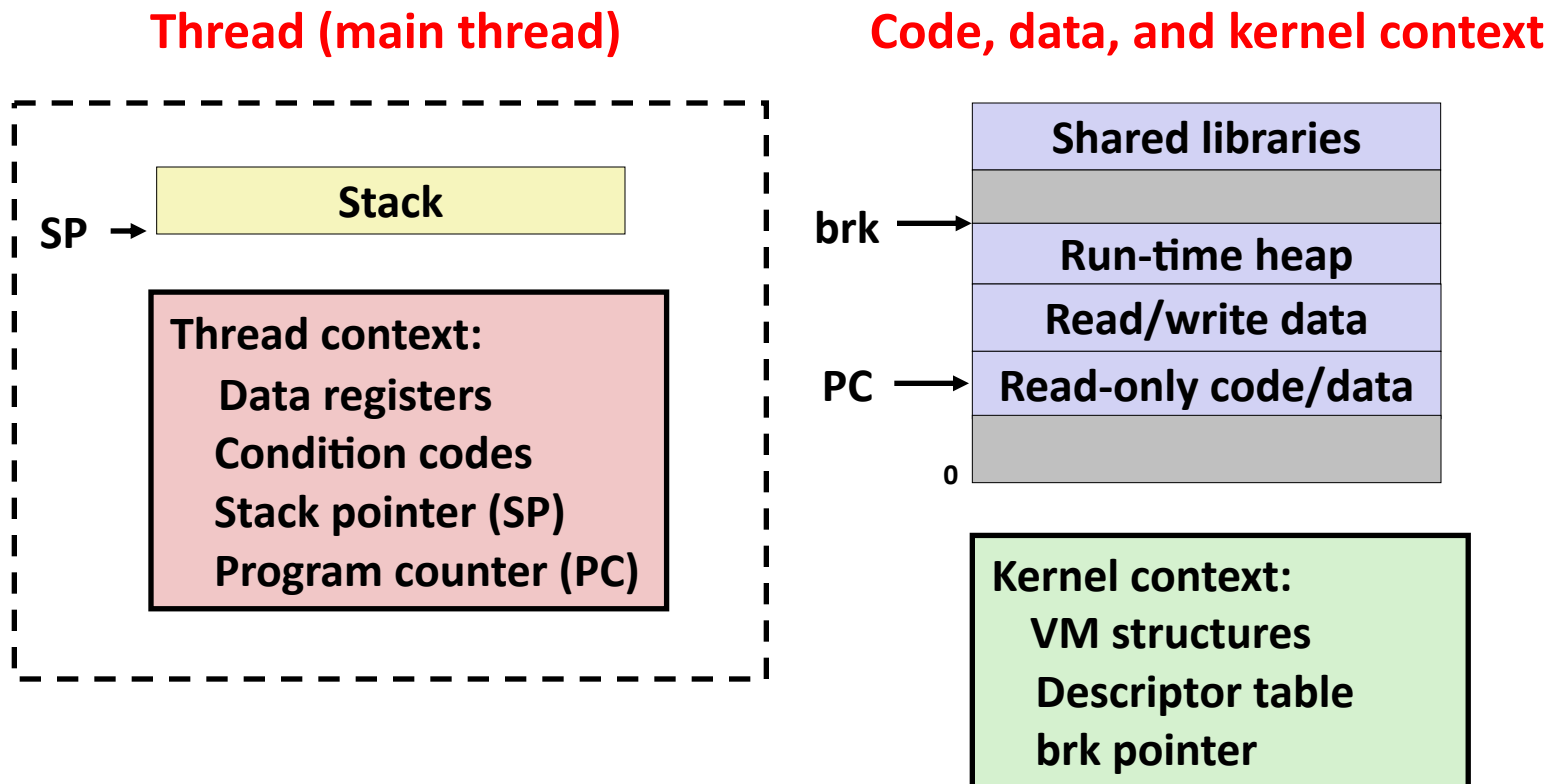 Thread (main thread)
Stack
SP
Thread context:
Data registers
Condition codes
Stack pointer (SP)
Program counter (PC)
Code, data, and kernel context
Shared libraries
brk
Run-time heap
Read/write data
PC
Read-only code/data
0
Kernel context:
VM structures
Descriptor table
brk pointer